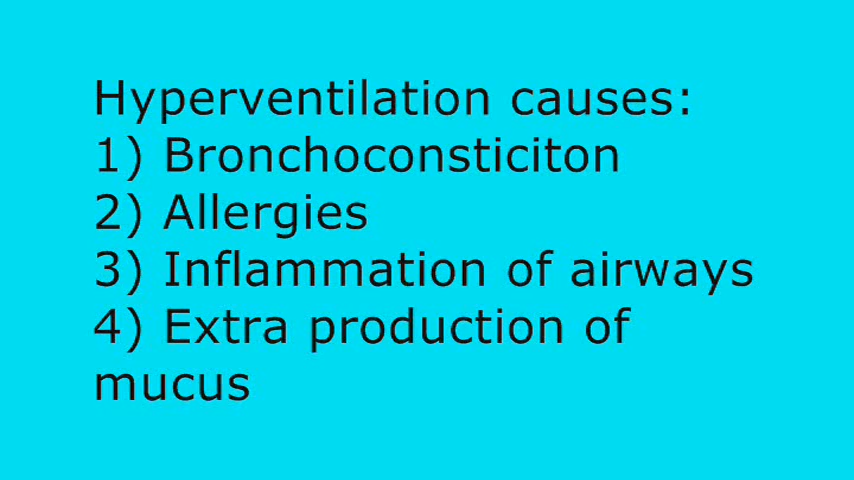 Hyperventilation causes:
1) Bronchoconsticiton
2) Allergies
3) Inflammation of airways
4) Extra production of
mucus